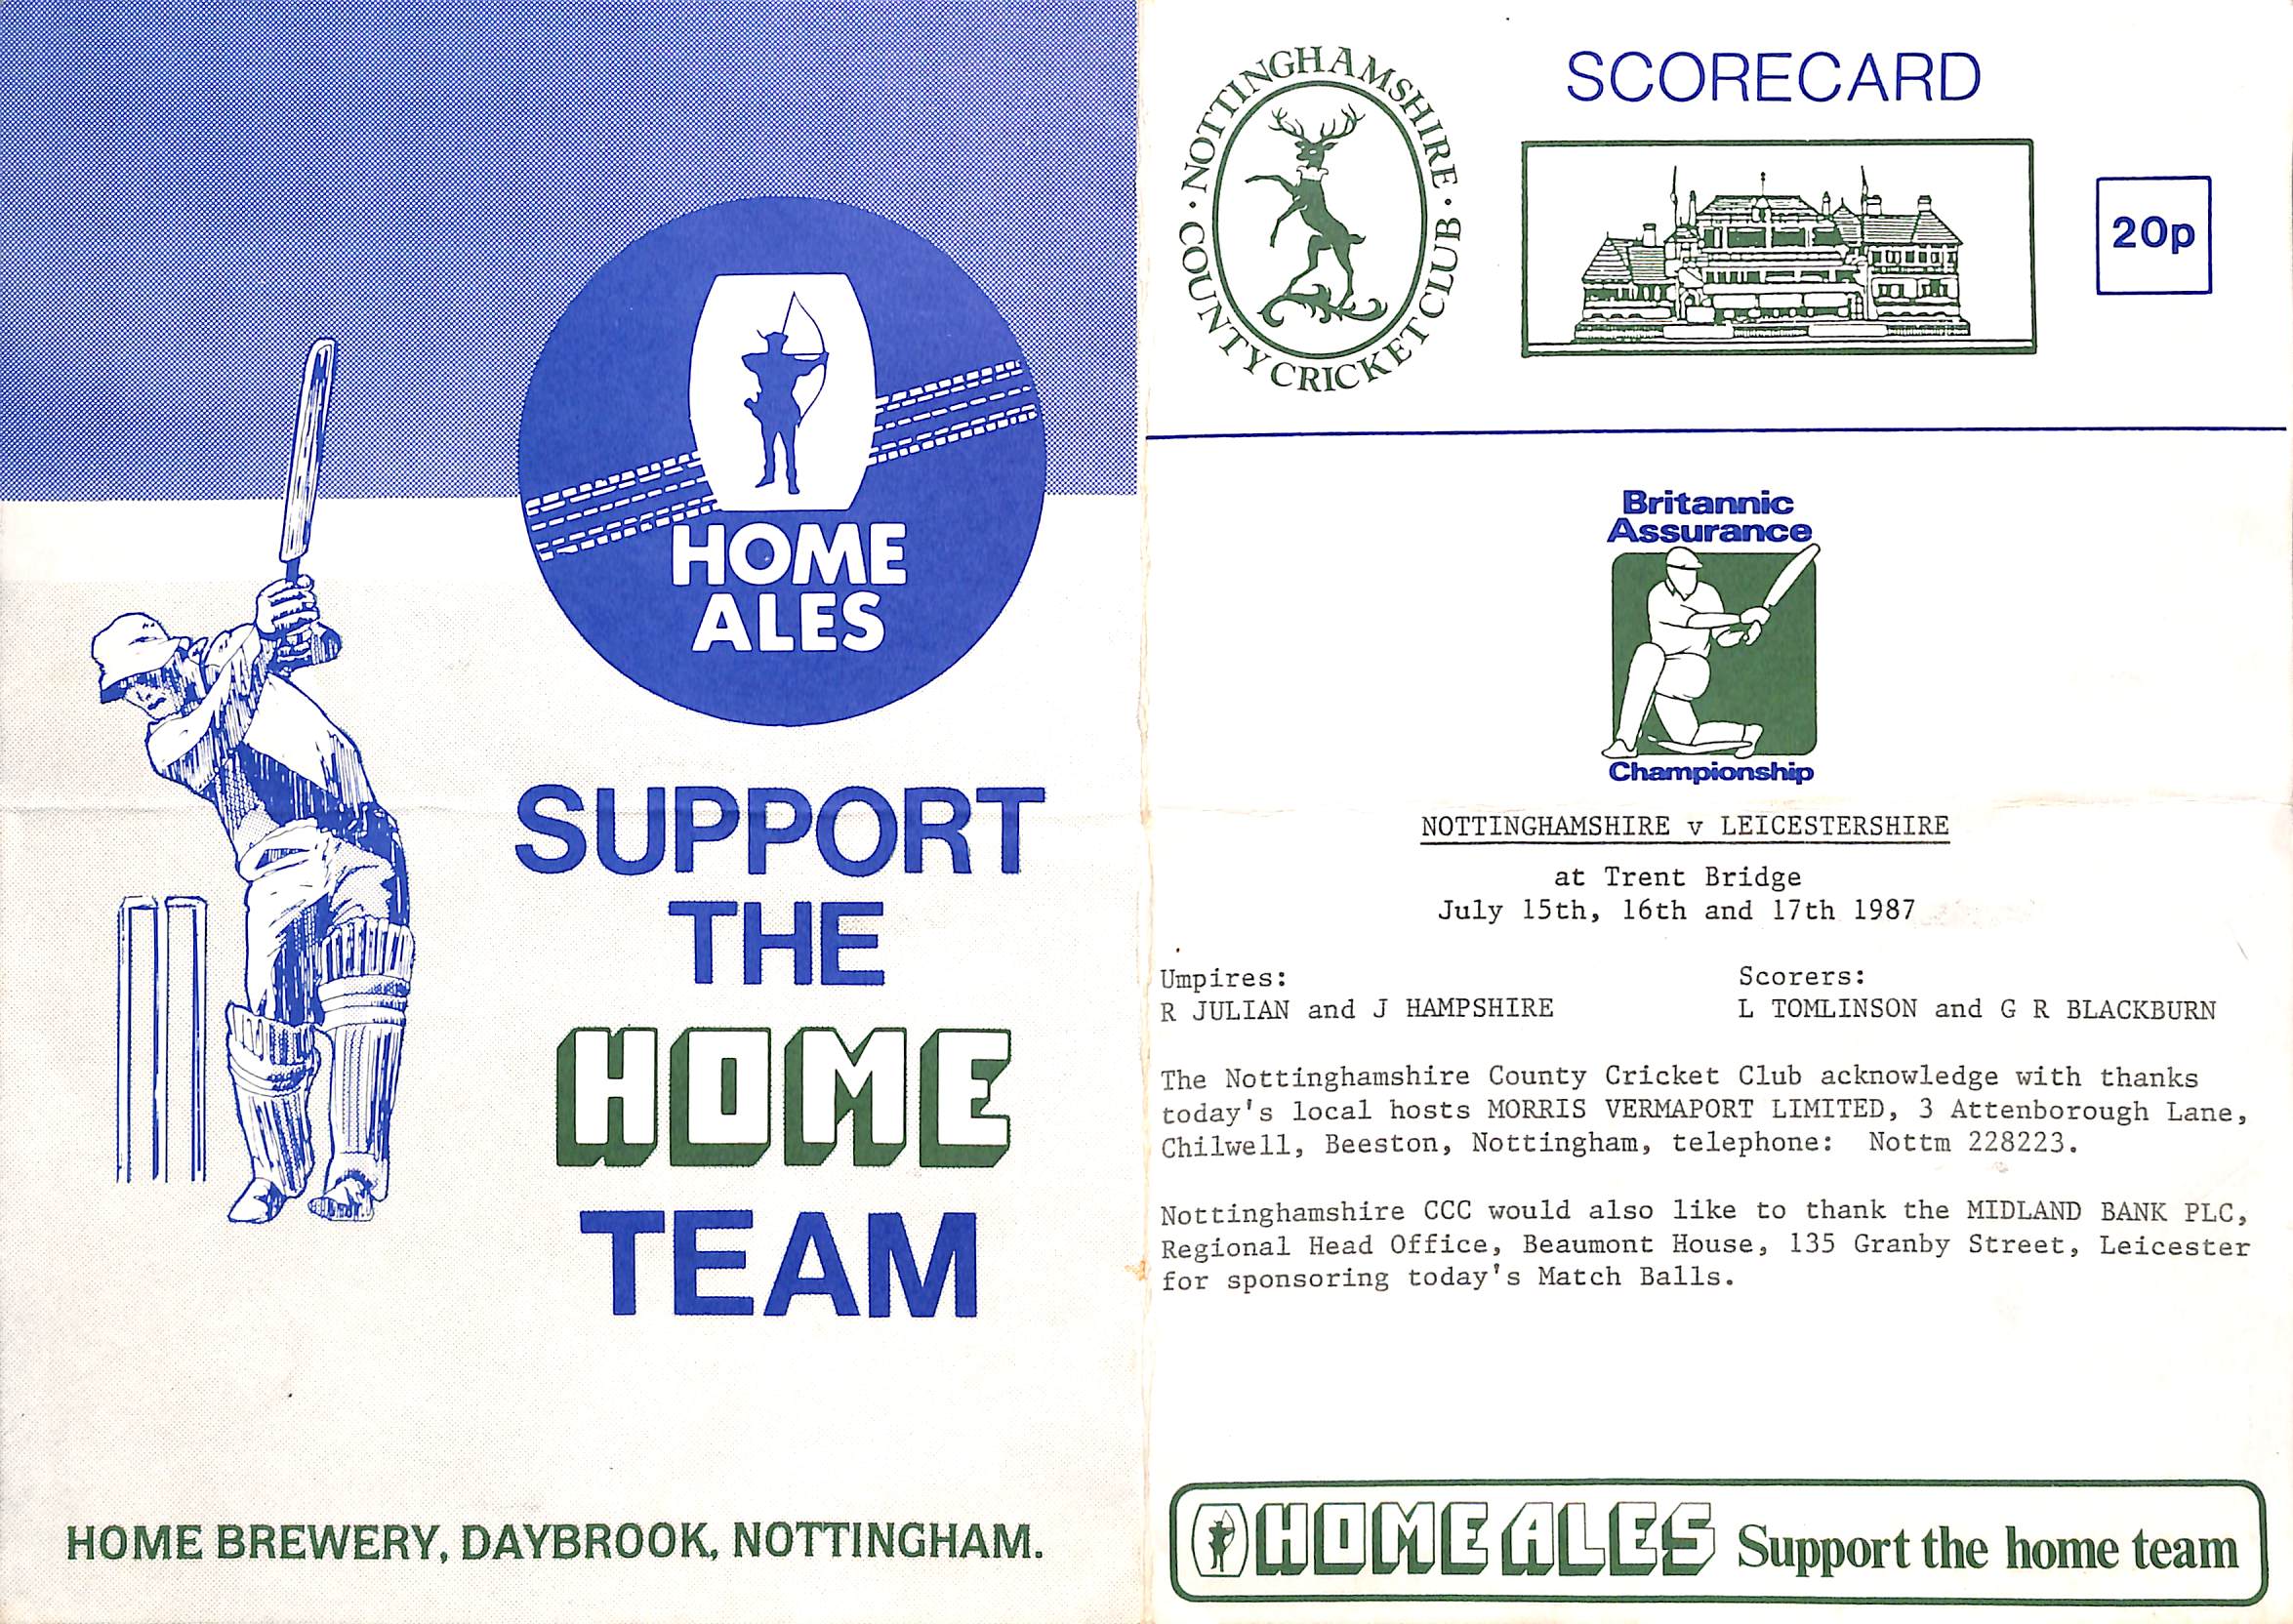 HOME
ALES
SUPPORT
THE
HOME
TEAM
HOME BREWERY, DAYBROOK, NOTTINGHAM.
· NOTTINGHAMSHIRE · COUNTY CRICKET CLUB
SCORECARD
20p
Britannic
Assurance
Championship
NOTTINGHAMSHIRE v LEICESTERSHIRE
at Trent Bridge
July 15th, 16th and 17th 1987
Umpires:
R JULIAN and J HAMPSHIRE
Scorers:
L TOMLINSON and G R BLACKBURN
The Nottinghamshire County Cricket Club acknowledge with thanks
today's local hosts MORRIS VERMAPORT LIMITED, 3 Attenborough Lane,
Chilwell, Beeston, Nottingham, telephone: Nottm 228223.
Nottinghamshire CCC would also like to thank the MIDLAND BANK PLC,
Regional Head Office, Beaumont House, 135 Granby Street, Leicester
for sponsoring today's Match Balls.
HOME ALES Support the home team